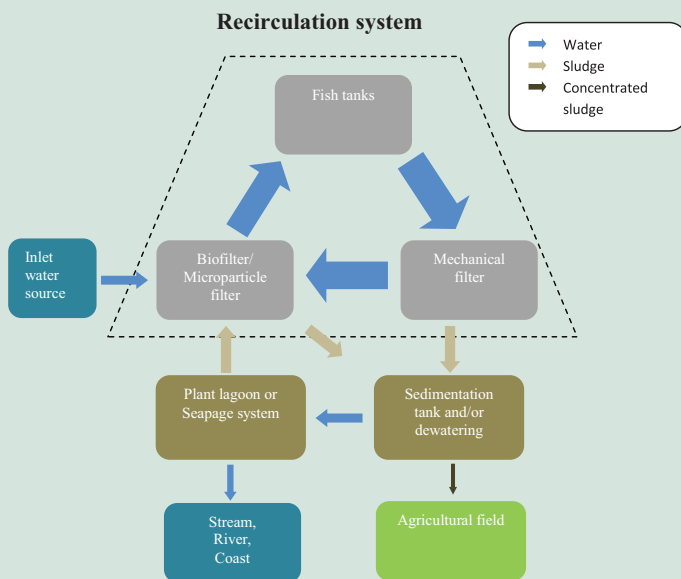 Recirculation system
Water
Sludge
Concentrated
sludge
Fish tanks
Inlet
water
source
Biofilter/
Microparticle
filter
Mechanical
filter
Plant lagoon or
Seapage system
Sedimentation
tank and/or
dewatering
Stream,
River,
Coast
Agricultural field